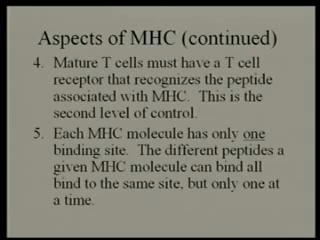 Aspects of MHC (continued)
4. Mature T cells must have a T cell
receptor that recognizes the peptide
associated with MHC. This is the
second level of control.
5. Each MHC molecule has only one
binding site. The different peptides a
given MHC molecule can bind all
bind to the same site, but only one at
a time.